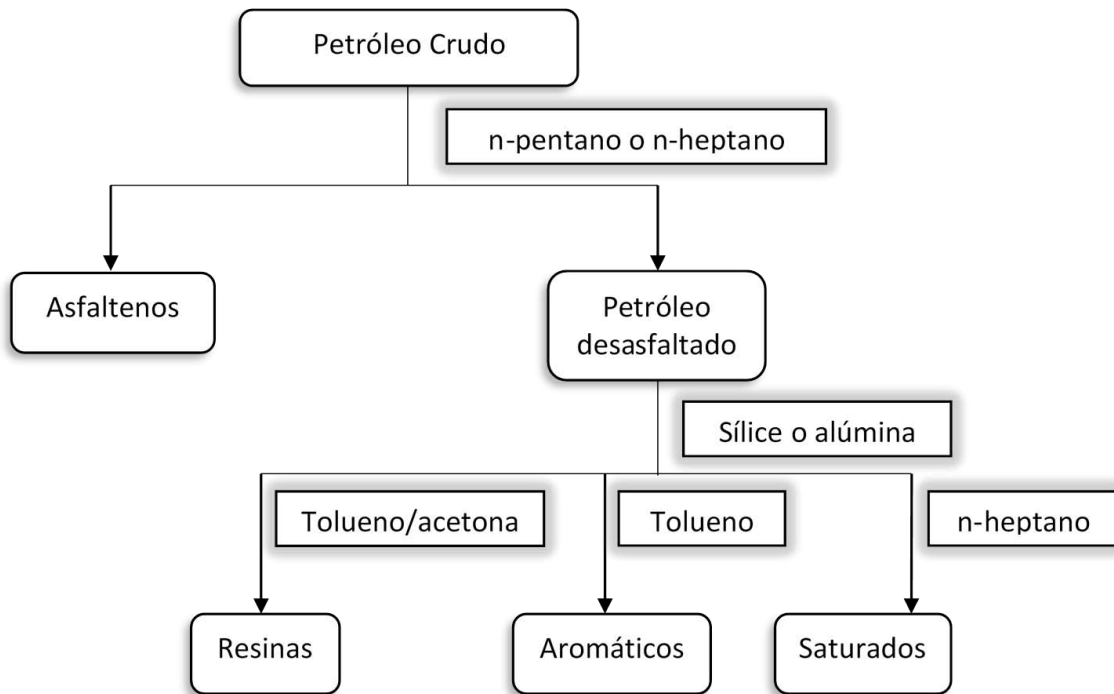 Petróleo Crudo
n-pentano o n-heptano
Asfaltenos
Petróleo
desasfaltado
Sílice o alúmina
Tolueno/acetona
Tolueno
n-heptano
Resinas
Aromáticos
Saturados